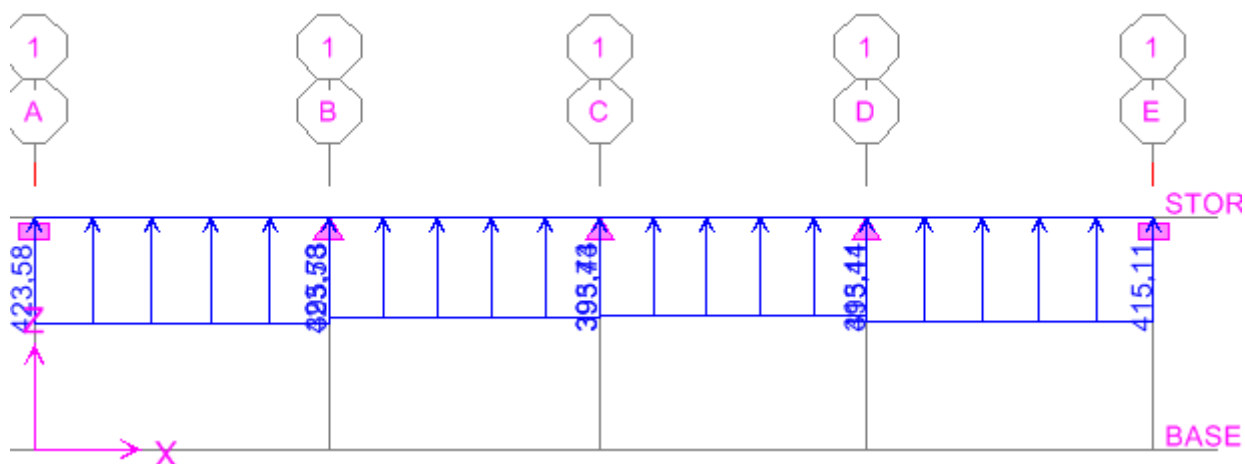 1 1 1 1 1
A B C D E
STOR
423,58 415,11
Z
X
BASE